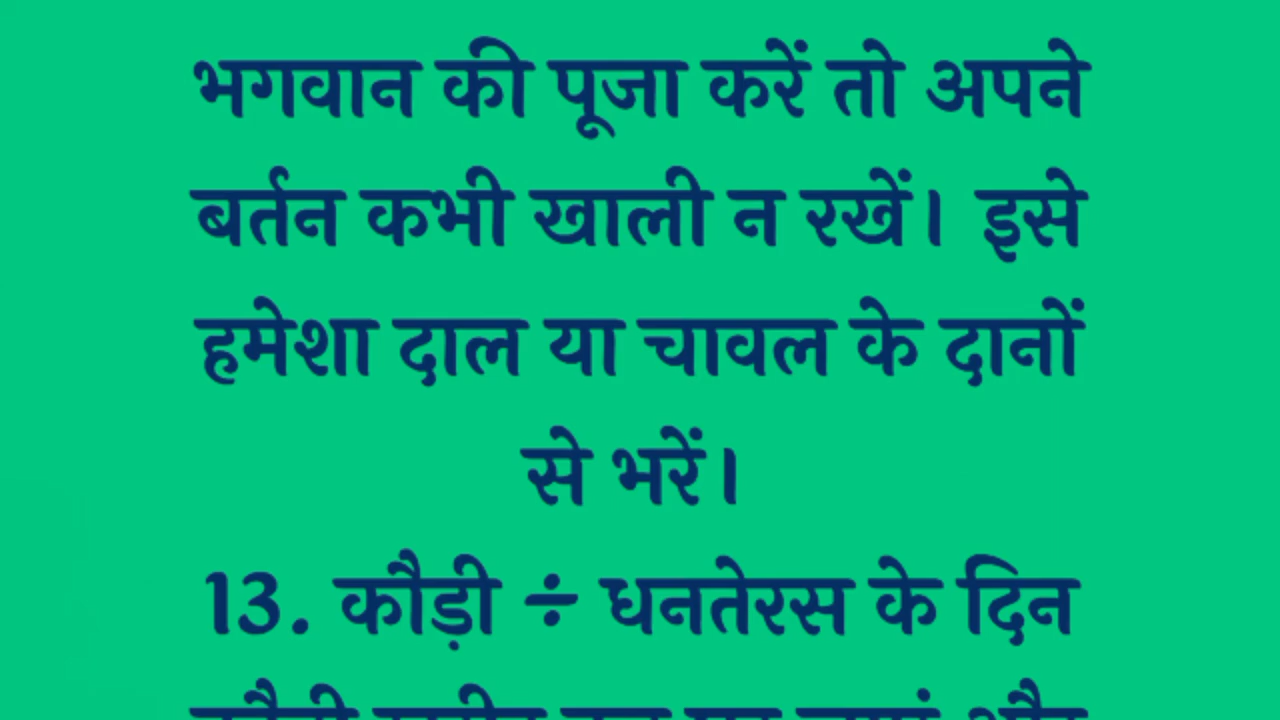 भगवान की पूजा करें तो अपने
बर्तन कभी खाली न रखें। इसे
हमेशा दाल या चावल के दानों
से भरें।
13. कौड़ी ÷ धनतेरस के दिन